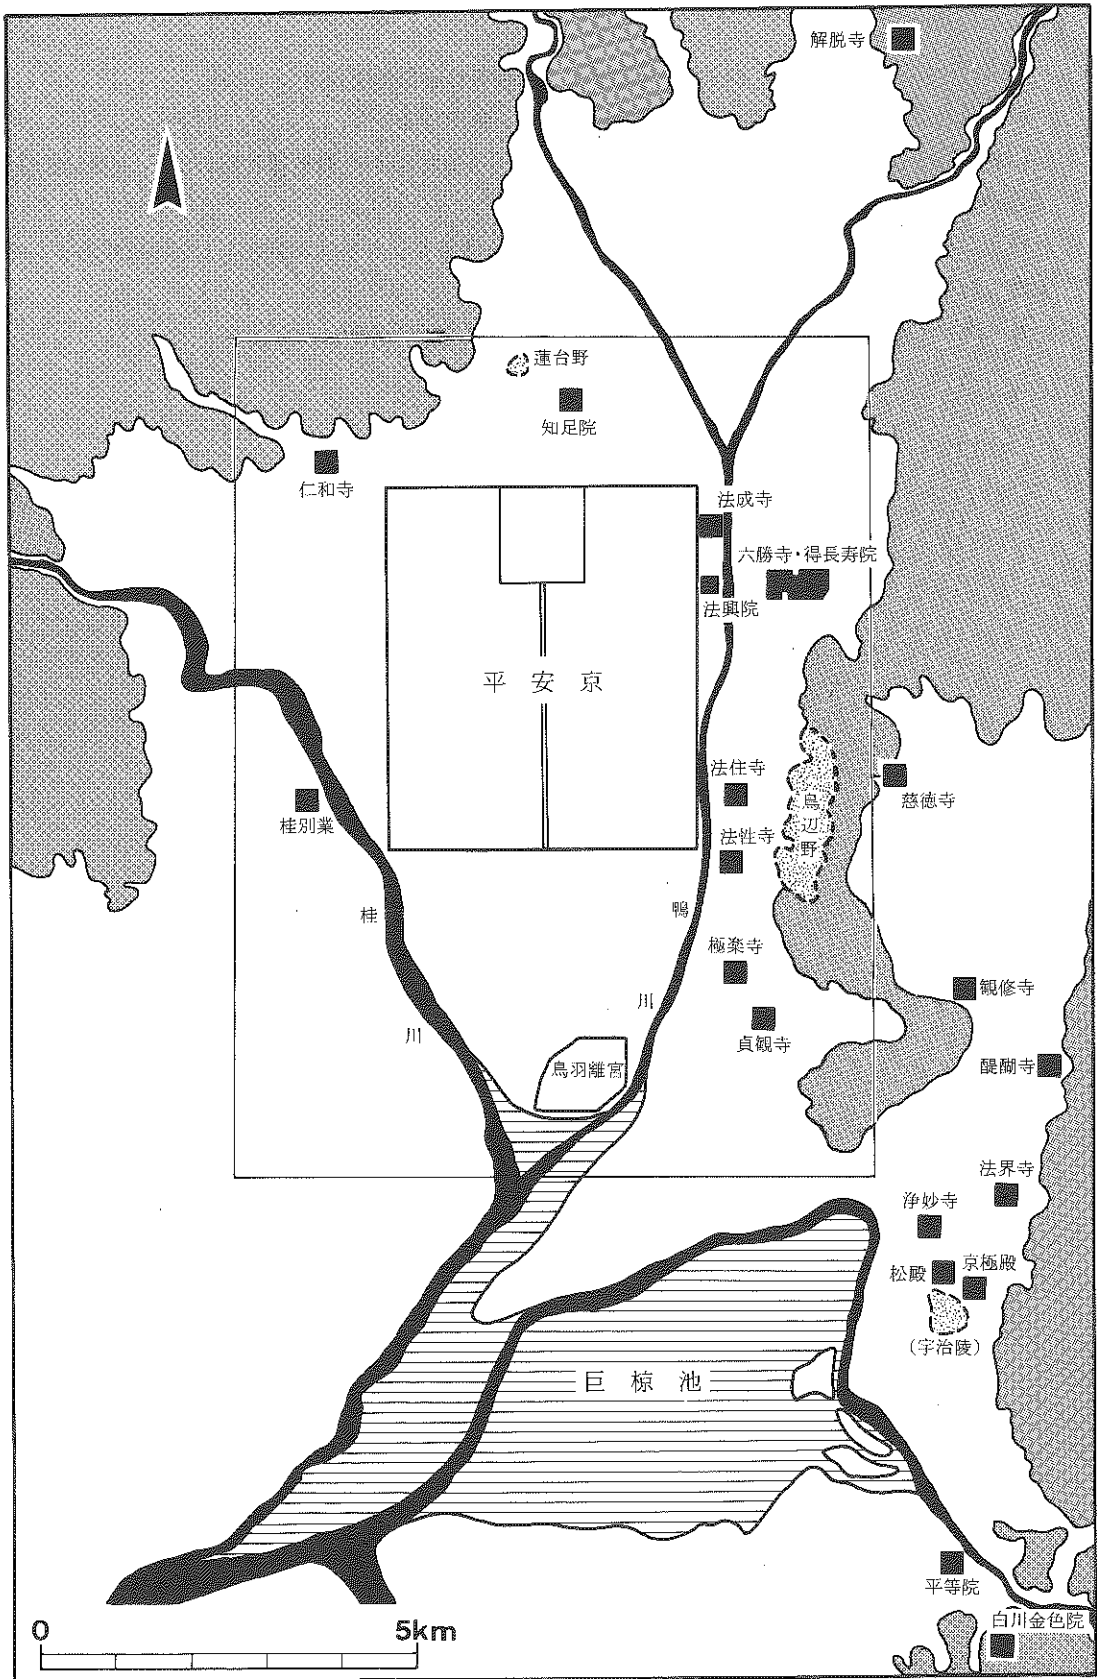 解脱寺
蓮台野
知足院
仁和寺
法成寺
六勝寺・得長寿院
法興院
平安京
法住寺
鳥辺野
慈徳寺
桂別業
法性寺
桂川
鴨川
極楽寺
観修寺
貞観寺
鳥羽離宮
醍醐寺
法界寺
浄妙寺
松殿
京極殿
(宇治陵)
巨椋池
平等院
白川金色院
0
5km